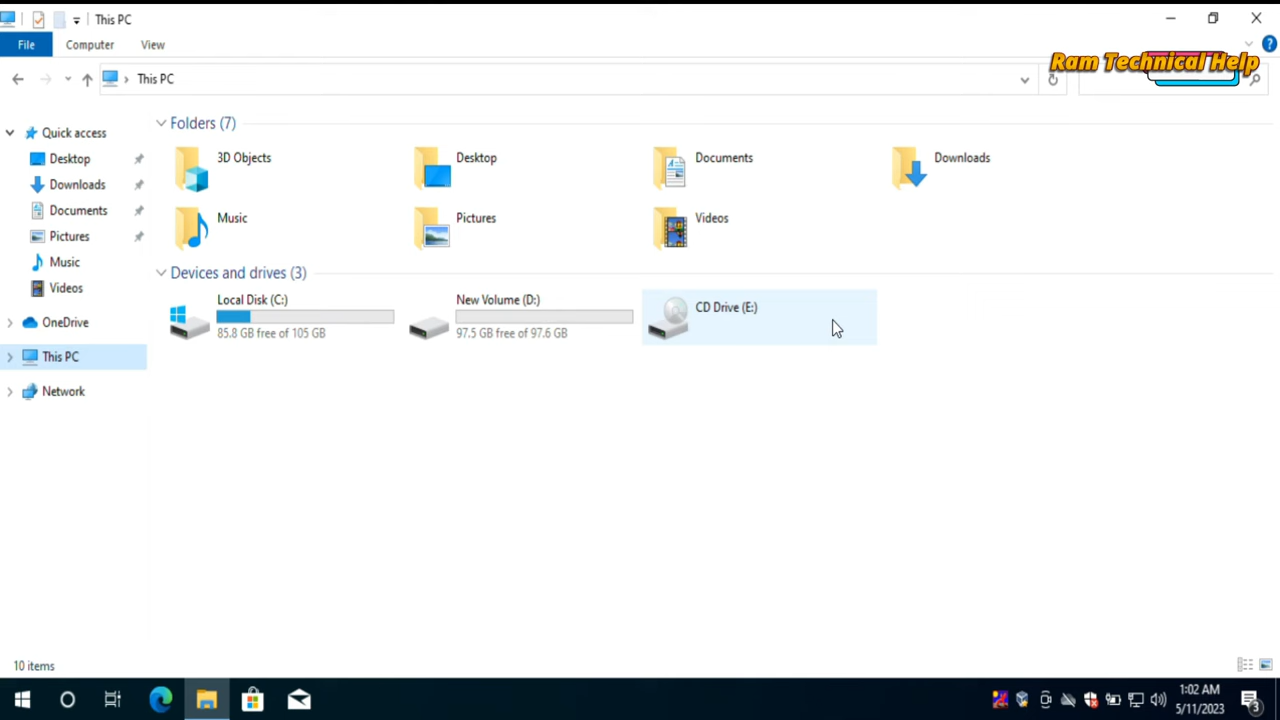 This PC
File Computer View
Ram Technical Help
This PC
Quick access
Desktop
Downloads
Documents
Pictures
Music
Videos
OneDrive
This PC
Network
Folders (7)
3D Objects
Desktop
Documents
Downloads
Music
Pictures
Videos
Devices and drives (3)
Local Disk (C:)
85.8 GB free of 105 GB
New Volume (D:)
97.5 GB free of 97.6 GB
CD Drive (E:)
10 items
1:02 AM
5/11/2023
3